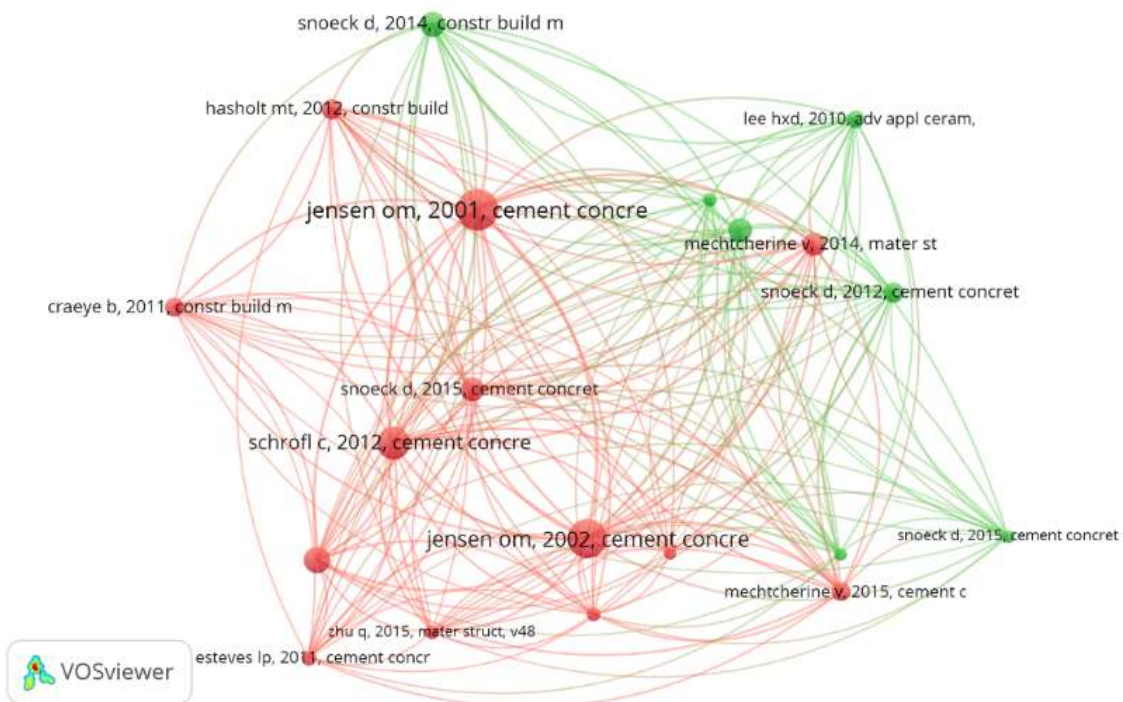 snoeck d, 2014, constr build m
hasholt mt, 2012, constr build
lee hxd, 2010, adv appl ceram,
jensen om, 2001, cement concre
mechtcherine v, 2014, mater st
snoeck d, 2012, cement concret
craeye b, 2011, constr build m
snoeck d, 2015, cement concret
schrofl c, 2012, cement concre
jensen om, 2002, cement concre
snoeck d, 2015, cement concret
mechtcherine v, 2015, cement c
zhu q, 2015, mater struct, v48
esteves lp, 2011, cement concr
VOSviewer